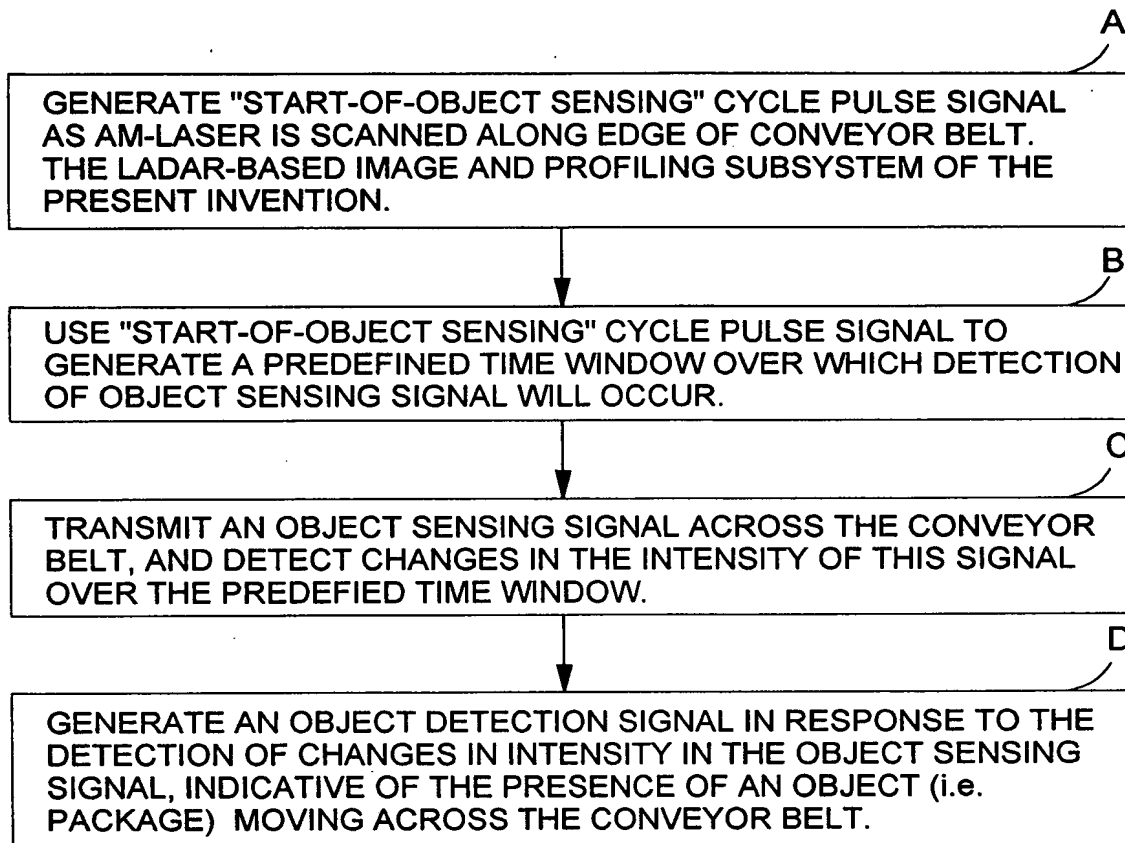 A
GENERATE "START-OF-OBJECT SENSING" CYCLE PULSE SIGNAL
AS AM-LASER IS SCANNED ALONG EDGE OF CONVEYOR BELT.
THE LADAR-BASED IMAGE AND PROFILING SUBSYSTEM OF THE
PRESENT INVENTION.
B
USE "START-OF-OBJECT SENSING" CYCLE PULSE SIGNAL TO
GENERATE A PREDEFINED TIME WINDOW OVER WHICH DETECTION
OF OBJECT SENSING SIGNAL WILL OCCUR.
C
TRANSMIT AN OBJECT SENSING SIGNAL ACROSS THE CONVEYOR
BELT, AND DETECT CHANGES IN THE INTENSITY OF THIS SIGNAL
OVER THE PREDEFIED TIME WINDOW.
D
GENERATE AN OBJECT DETECTION SIGNAL IN RESPONSE TO THE
DETECTION OF CHANGES IN INTENSITY IN THE OBJECT SENSING
SIGNAL, INDICATIVE OF THE PRESENCE OF AN OBJECT (i.e.
PACKAGE) MOVING ACROSS THE CONVEYOR BELT.